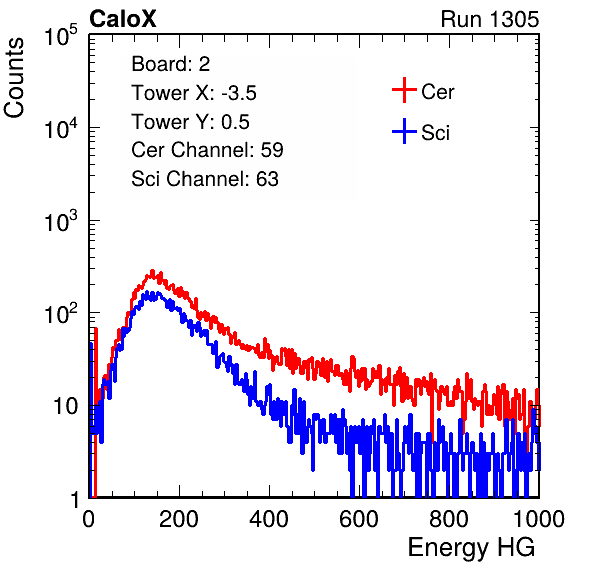 CaloX Run 1305
Counts
10^5
10^4
10^3
10^2
10
1
Board: 2
Tower X: -3.5
Tower Y: 0.5
Cer Channel: 59
Sci Channel: 63
Cer
Sci
0 200 400 600 800 1000
Energy HG